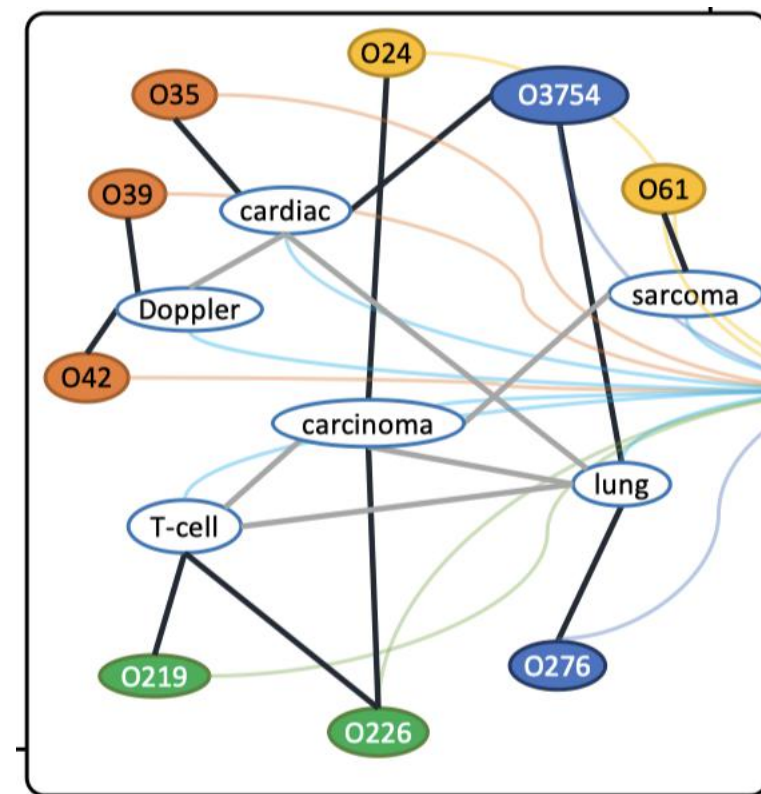 O24
O35
O3754
O39
cardiac
O61
Doppler
sarcoma
O42
carcinoma
lung
T-cell
O219
O276
O226